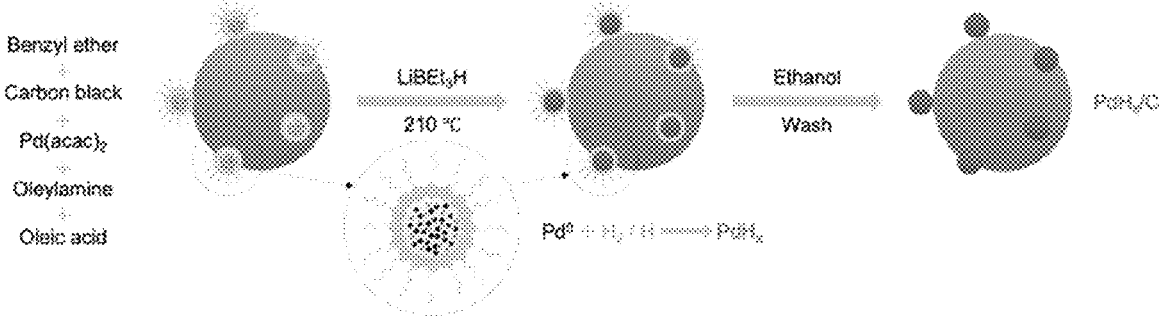 Benzyl ether
+
Carbon black
+
Pd(acac)₂
+
Oleylamine
+
Oleic acid
LiBEt₃H
210 °C
Ethanol
Wash
PdHₓ/C
Pd⁰ + H₂ / H ⟶ PdHₓ